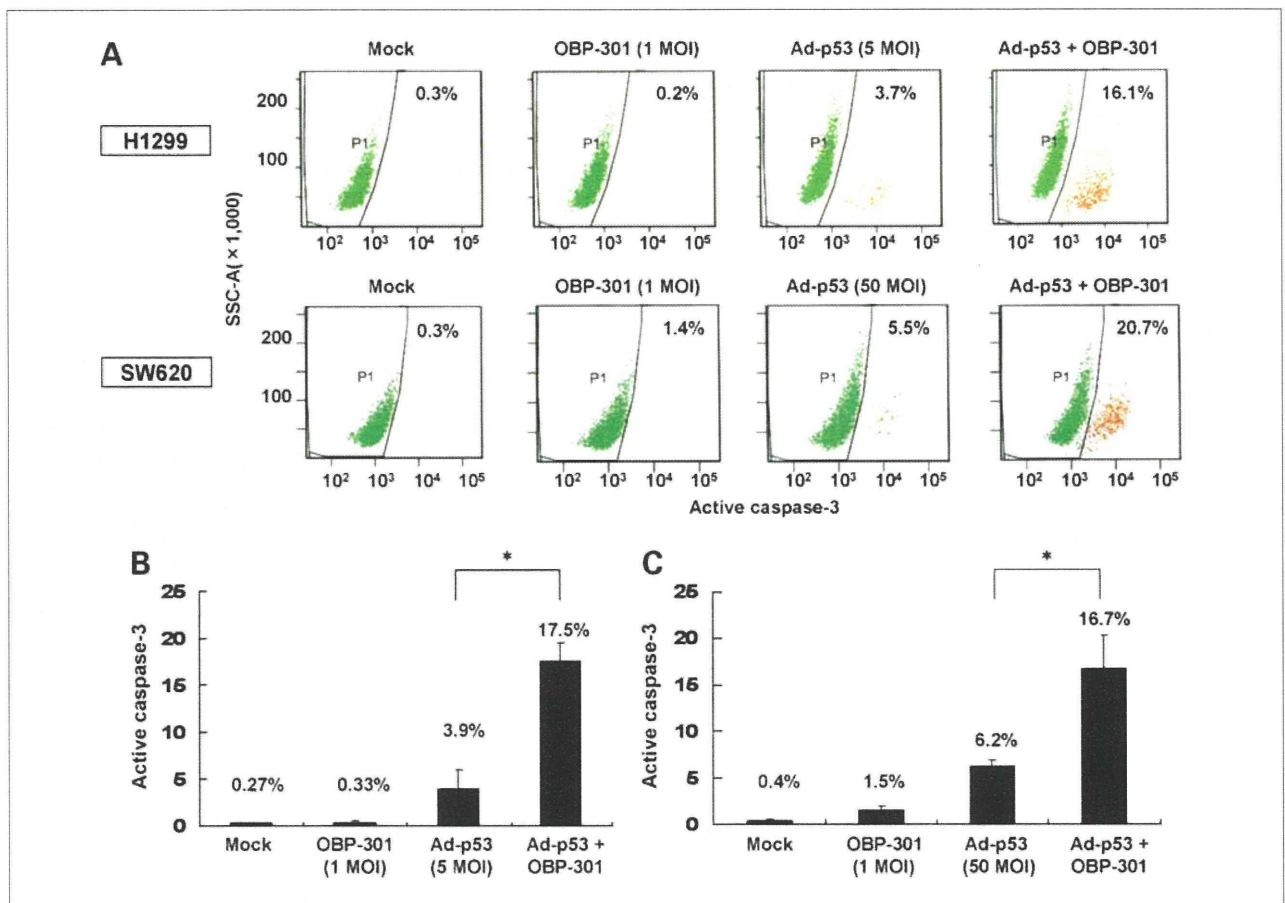 A
Mock OBP-301 (1 MOI) Ad-p53 (5 MOI) Ad-p53 + OBP-301
H1299
SSC-A( × 1,000)
200
100
P1 0.3%
P1 0.2%
P1 3.7%
P1 16.1%
10² 10³ 10⁴ 10⁵ 10² 10³ 10⁴ 10⁵ 10² 10³ 10⁴ 10⁵ 10² 10³ 10⁴ 10⁵
Mock OBP-301 (1 MOI) Ad-p53 (50 MOI) Ad-p53 + OBP-301
SW620
200
100
P1 0.3%
P1 1.4%
P1 5.5%
P1 20.7%
10² 10³ 10⁴ 10⁵ 10² 10³ 10⁴ 10⁵ 10² 10³ 10⁴ 10⁵ 10² 10³ 10⁴ 10⁵
Active caspase-3
B
Active caspase-3
25
20
15
10
5
0
*
0.27% 0.33% 3.9% 17.5%
Mock OBP-301 (1 MOI) Ad-p53 (5 MOI) Ad-p53 + OBP-301
C
Active caspase-3
25
20
15
10
5
0
*
0.4% 1.5% 6.2% 16.7%
Mock OBP-301 (1 MOI) Ad-p53 (50 MOI) Ad-p53 + OBP-301